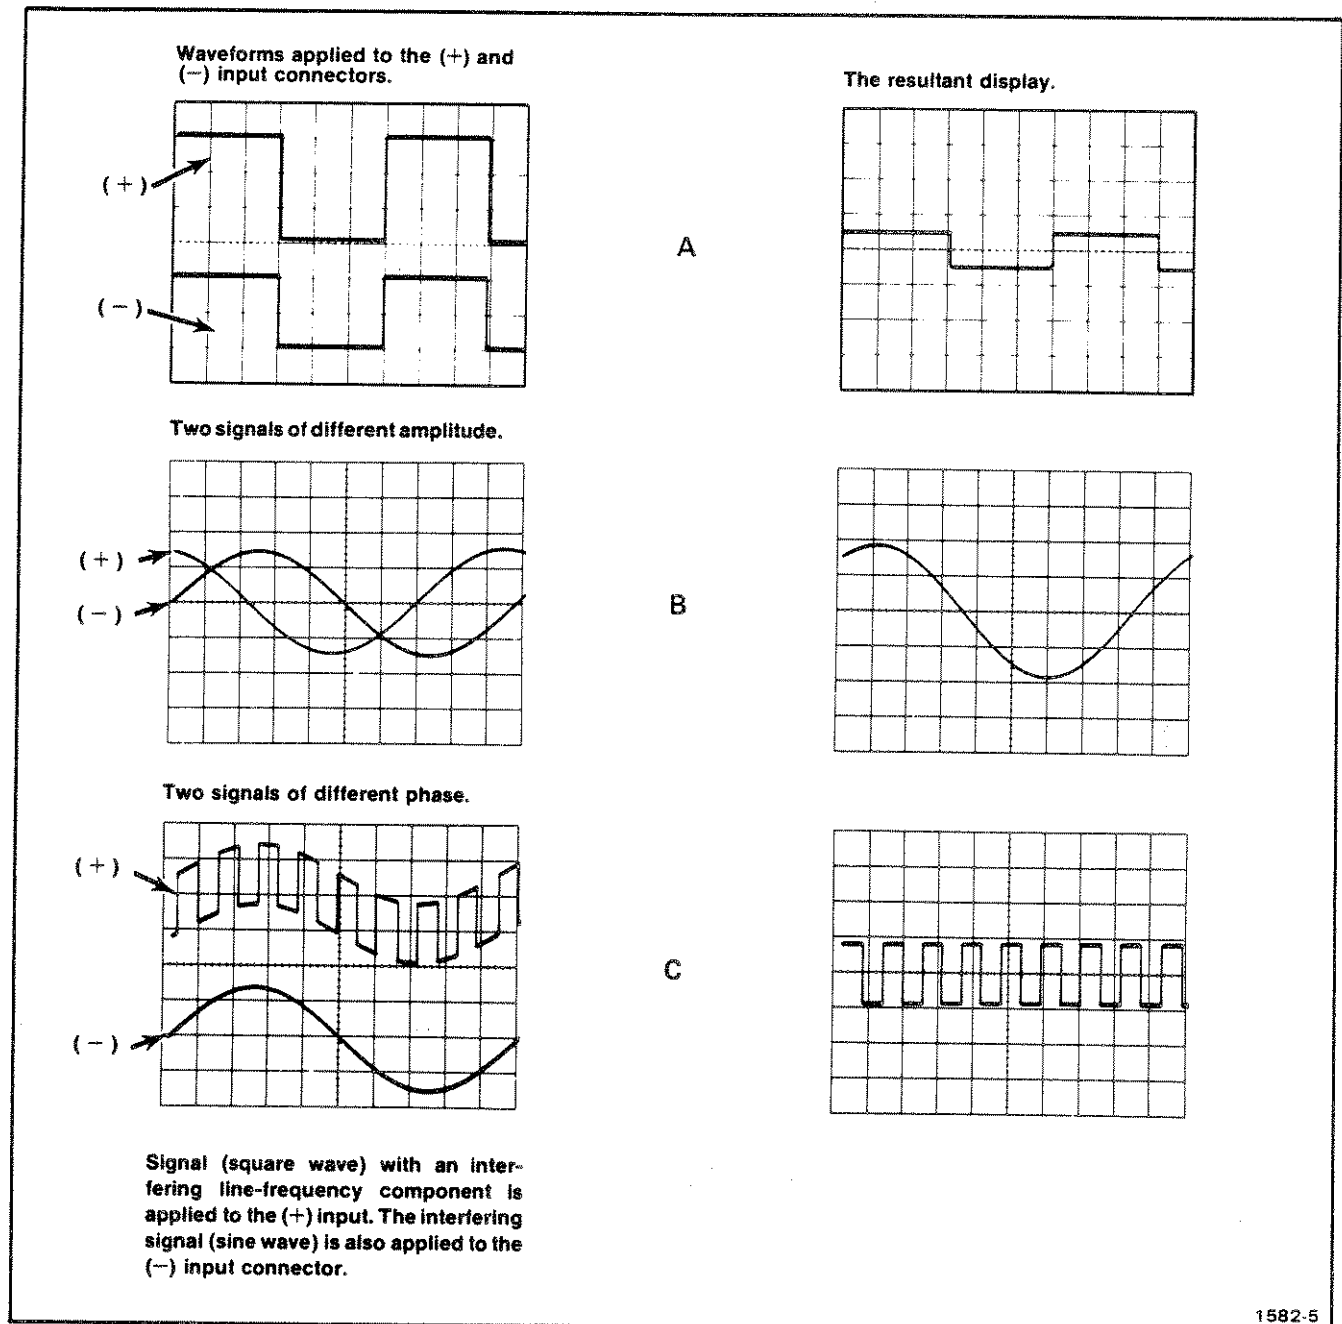 Waveforms applied to the (+) and
(−) input connectors.
The resultant display.
(+)
(−)
A
Two signals of different amplitude.
(+)
(−)
B
Two signals of different phase.
(+)
(−)
C
Signal (square wave) with an inter-
fering line-frequency component is
applied to the (+) input. The interfering
signal (sine wave) is also applied to the
(−) input connector.
1582-5